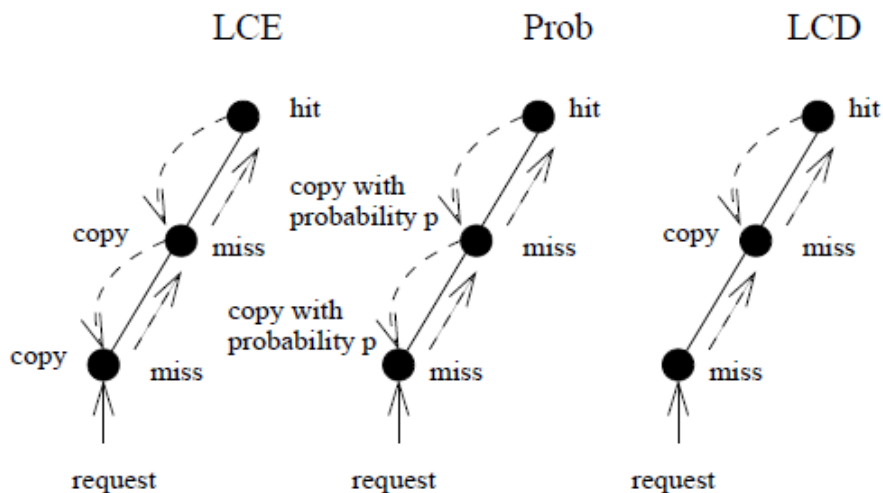 LCE
Prob
LCD
hit
hit
hit
copy with
probability p
copy
miss
miss
copy
miss
copy with
probability p
copy
miss
miss
miss
request
request
request